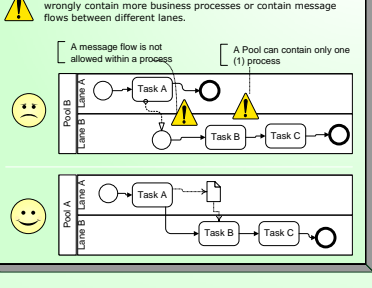 wrongly contain more business processes or contain message
flows between different lanes.
A message flow is not
allowed within a process
A Pool can contain only one
(1) process
Pool B
Lane A
Task A
Lane B
Task B
Task C
Pool A
Lane A
Task A
Lane B
Task B
Task C